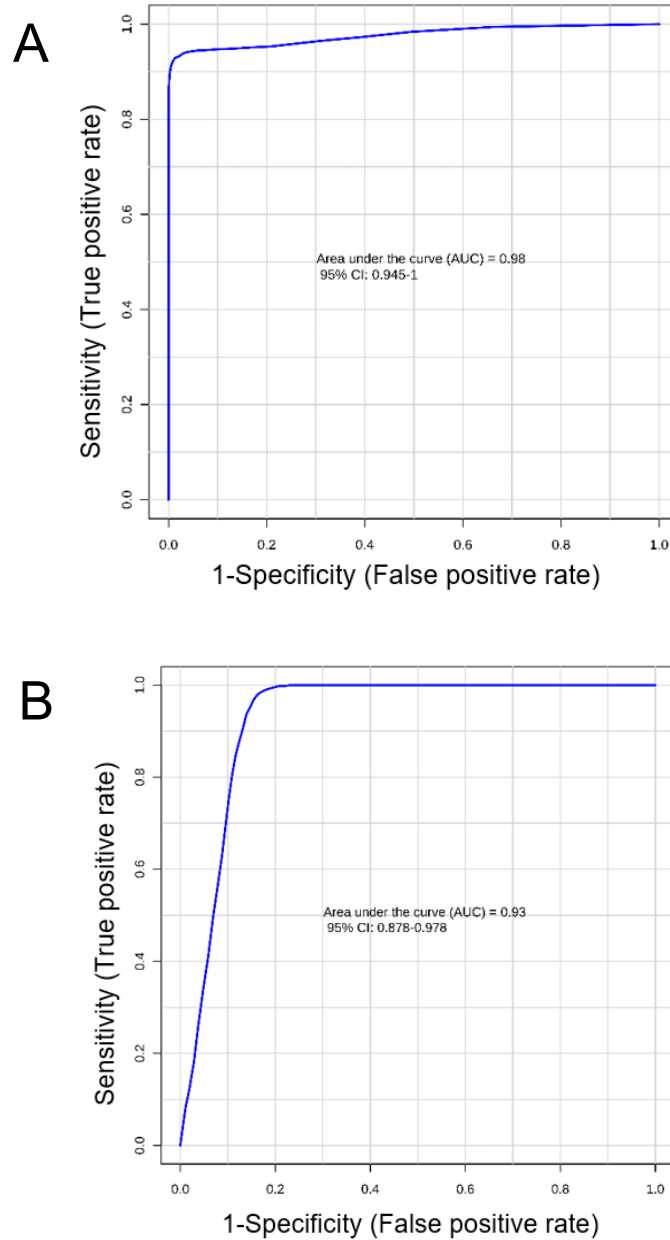 A
Sensitivity (True positive rate)
1.0
0.8
0.6
0.4
0.2
0.0
Area under the curve (AUC) = 0.98
95% CI: 0.945-1
0.0 0.2 0.4 0.6 0.8 1.0
1-Specificity (False positive rate)
B
Sensitivity (True positive rate)
1.0
0.8
0.6
0.4
0.2
0.0
Area under the curve (AUC) = 0.93
95% CI: 0.878-0.978
0.0 0.2 0.4 0.6 0.8 1.0
1-Specificity (False positive rate)